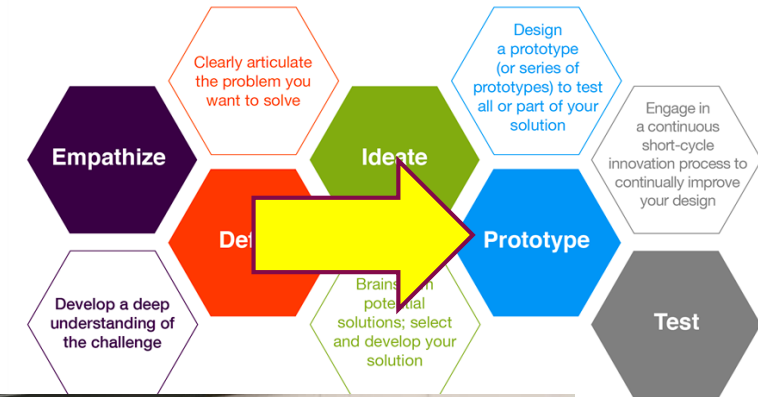 Empathize
Develop a deep
understanding of
the challenge
Clearly articulate
the problem you
want to solve
Ideate
potential
solutions; select
and develop your
solution
Design
a prototype
(or series of
prototypes) to test
all or part of your
solution
Prototype
Engage in
a continuous
short-cycle
innovation process to
continually improve
your design
Test